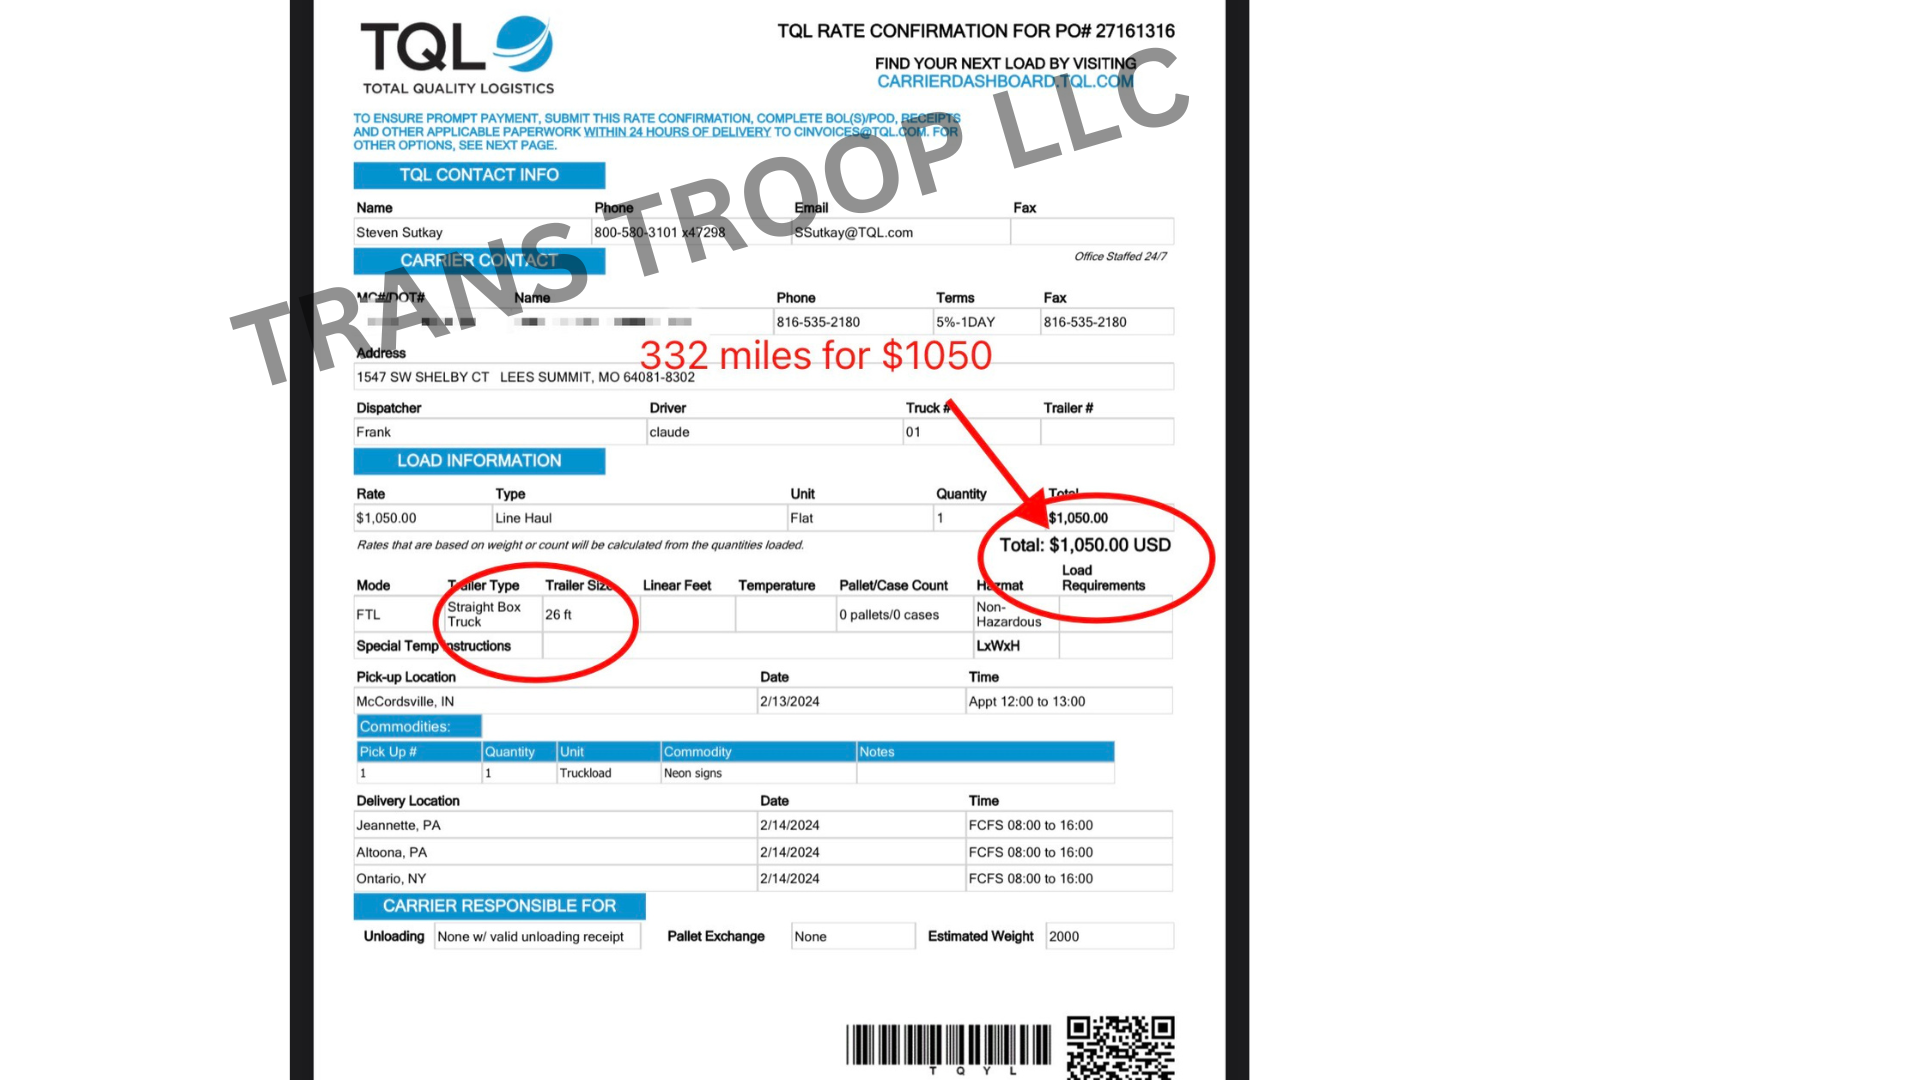 TQL
TOTAL QUALITY LOGISTICS
TQL RATE CONFIRMATION FOR PO# 27161316
FIND YOUR NEXT LOAD BY VISITING
CARRIERDASHBOARD.TQL.COM
TO ENSURE PROMPT PAYMENT, SUBMIT THIS RATE CONFIRMATION, COMPLETE BOL(S)/POD, RECEIPTS
AND OTHER APPLICABLE PAPERWORK WITHIN 24 HOURS OF DELIVERY TO CINVOICES@TQL.COM. FOR
OTHER OPTIONS, SEE NEXT PAGE.
TRANS TROOP LLC
TQL CONTACT INFO
Name Phone Email Fax
Steven Sutkay 800-580-3101 x47298 SSutkay@TQL.com
CARRIER CONTACT
Office Staffed 24/7
MC#/DOT# Name Phone Terms Fax
816-535-2180 5%-1DAY 816-535-2180
332 miles for $1050
Address
1547 SW SHELBY CT LEES SUMMIT, MO 64081-8302
Dispatcher Driver Truck # Trailer #
Frank claude 01
LOAD INFORMATION
Rate Type Unit Quantity Total
$1,050.00 Line Haul Flat 1 $1,050.00
Rates that are based on weight or count will be calculated from the quantities loaded.
Total: $1,050.00 USD
Mode Trailer Type Trailer Size Linear Feet Temperature Pallet/Case Count Hazmat Load Requirements
FTL Straight Box Truck 26 ft 0 pallets/0 cases Non-Hazardous
Special Temp Instructions LxWxH
Pick-up Location Date Time
McCordsville, IN 2/13/2024 Appt 12:00 to 13:00
Commodities:
Pick Up # Quantity Unit Commodity Notes
1 1 Truckload Neon signs
Delivery Location Date Time
Jeannette, PA 2/14/2024 FCFS 08:00 to 16:00
Altoona, PA 2/14/2024 FCFS 08:00 to 16:00
Ontario, NY 2/14/2024 FCFS 08:00 to 16:00
CARRIER RESPONSIBLE FOR
Unloading None w/ valid unloading receipt Pallet Exchange None Estimated Weight 2000
T Q Y L